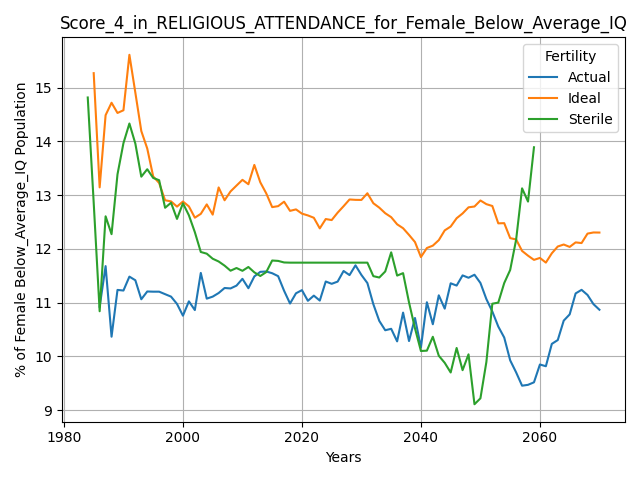 Score_4_in_RELIGIOUS_ATTENDANCE_for_Female_Below_Average_IQ
Fertility
Actual
Ideal
Sterile
% of Female Below_Average_IQ Population
15
14
13
12
11
10
9
1980
2000
2020
2040
2060
Years